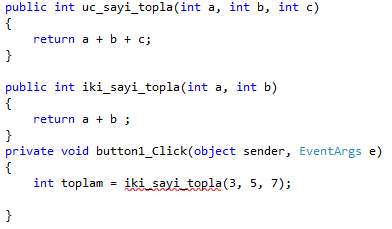 public int uc_sayi_topla(int a, int b, int c)
{
    return a + b + c;
}
public int iki_sayi_topla(int a, int b)
{
    return a + b ;
}
private void button1_Click(object sender, EventArgs e)
{
    int toplam = iki_sayi_topla(3, 5, 7);
}